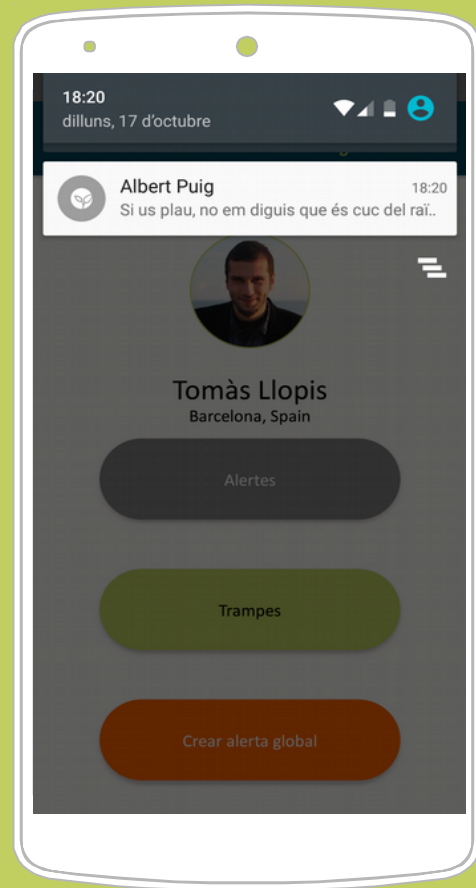 18:20
dilluns, 17 d'octubre
Albert Puig 18:20
Si us plau, no em diguis que és cuc del raï..
Tomàs Llopis
Barcelona, Spain
Alertes
Trampes
Crear alerta global